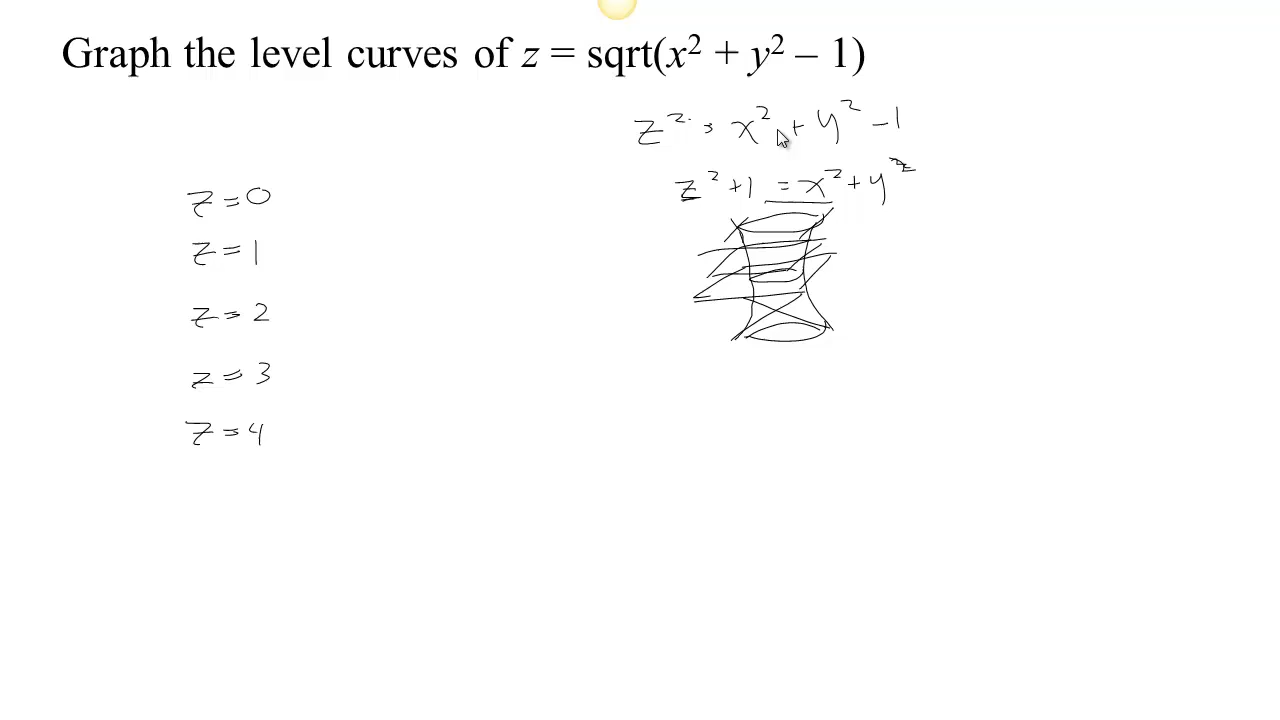 Graph the level curves of z = sqrt(x² + y² – 1)
z² = x² + y² – 1
z² + 1 = x² + y²
z = 0
z = 1
z = 2
z = 3
z = 4